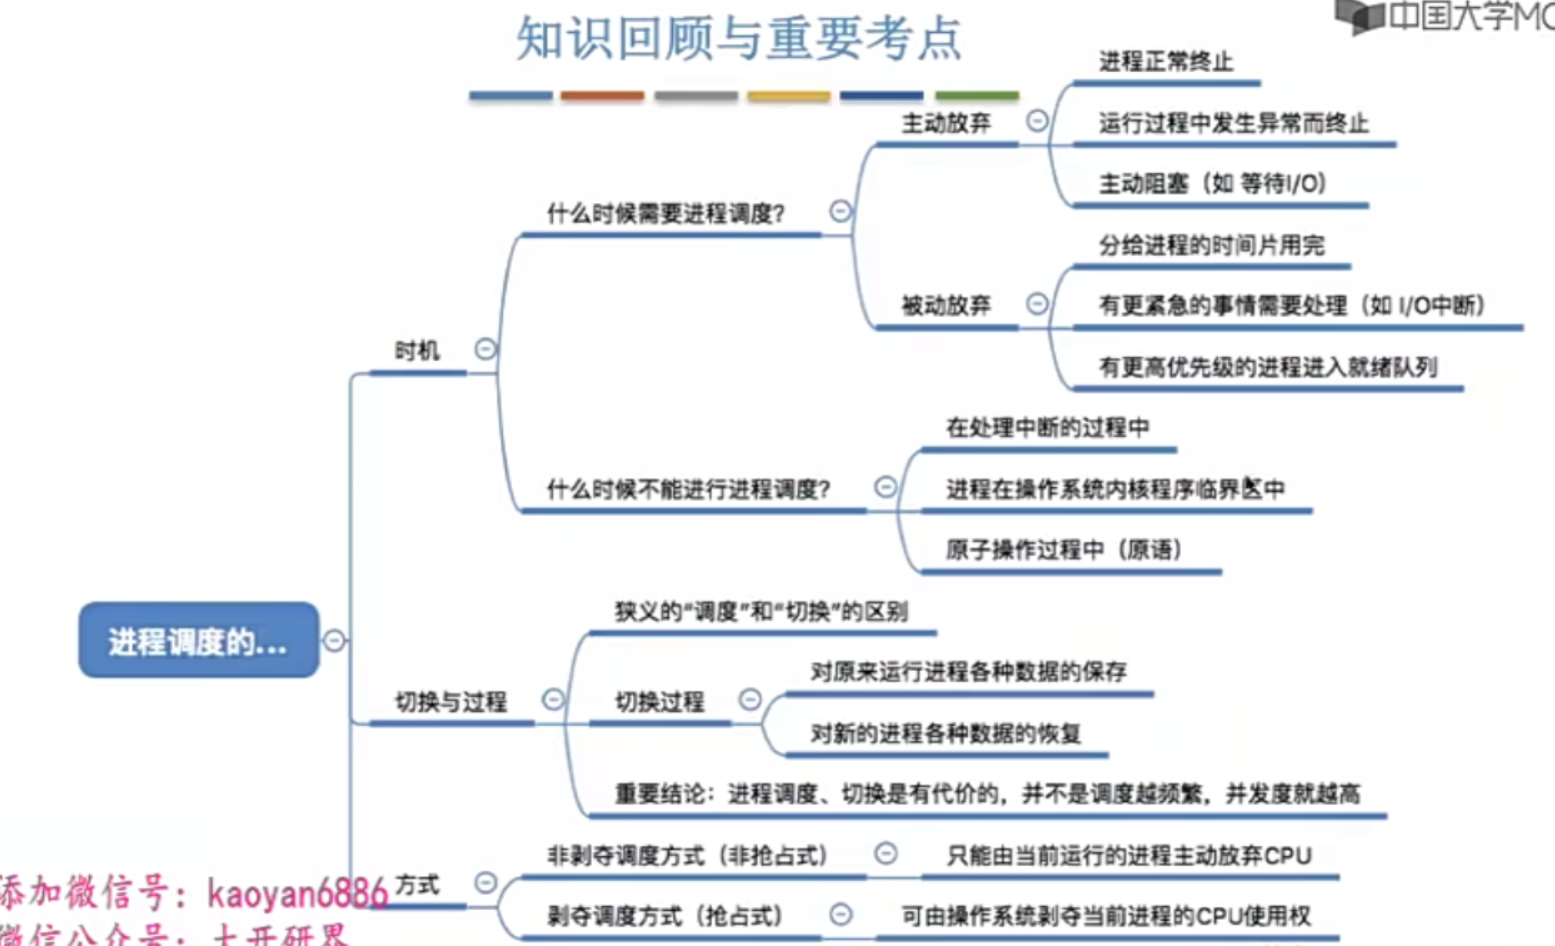 中国大学MO
知识回顾与重要考点
进程正常终止
主动放弃
运行过程中发生异常而终止
主动阻塞（如 等待I/O）
什么时候需要进程调度？
分给进程的时间片用完
被动放弃
有更紧急的事情需要处理（如 I/O中断）
时机
有更高优先级的进程进入就绪队列
在处理中断的过程中
什么时候不能进行进程调度？
进程在操作系统内核程序临界区中
原子操作过程中（原语）
进程调度的...
狭义的“调度”和“切换”的区别
对原来运行进程各种数据的保存
切换与过程
切换过程
对新的进程各种数据的恢复
重要结论：进程调度、切换是有代价的，并不是调度越频繁，并发度就越高
非剥夺调度方式（非抢占式）
只能由当前运行的进程主动放弃CPU
方式
剥夺调度方式（抢占式）
可由操作系统剥夺当前进程的CPU使用权
添加微信号：kaoyan6886
微信公众号：